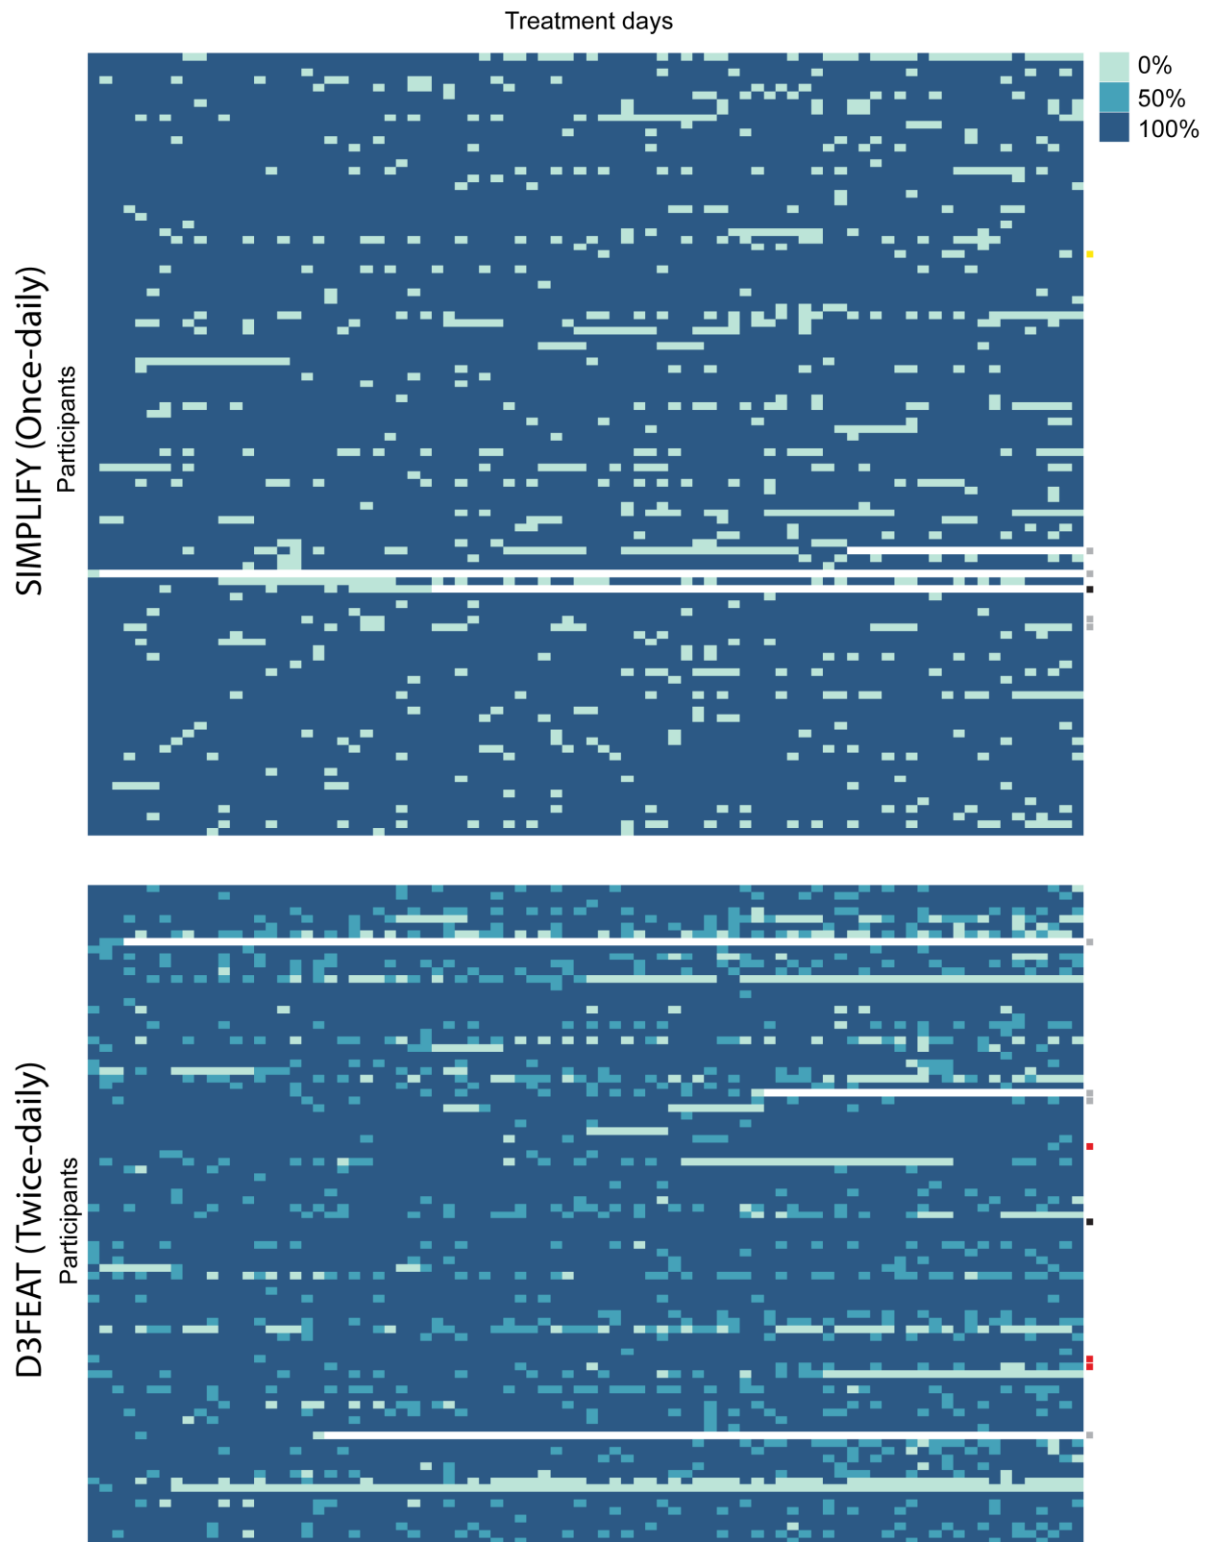 Treatment days
0%
50%
100%
SIMPLIFY (Once-daily)
Participants
D3FEAT (Twice-daily)
Participants